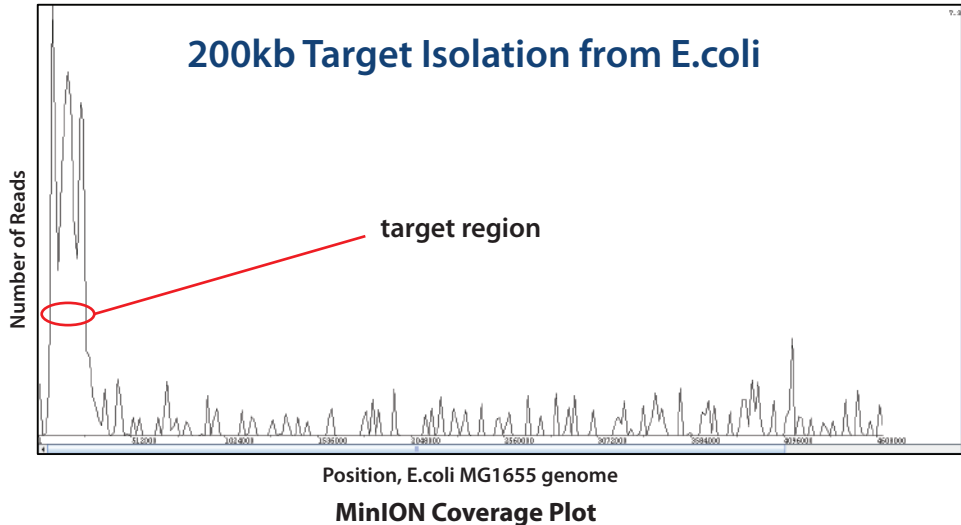 200kb Target Isolation from E.coli
Number of Reads
target region
512000 1024000 1536000 2048000 2560000 3072000 3584000 4096000 4608000
Position, E.coli MG1655 genome
MinION Coverage Plot